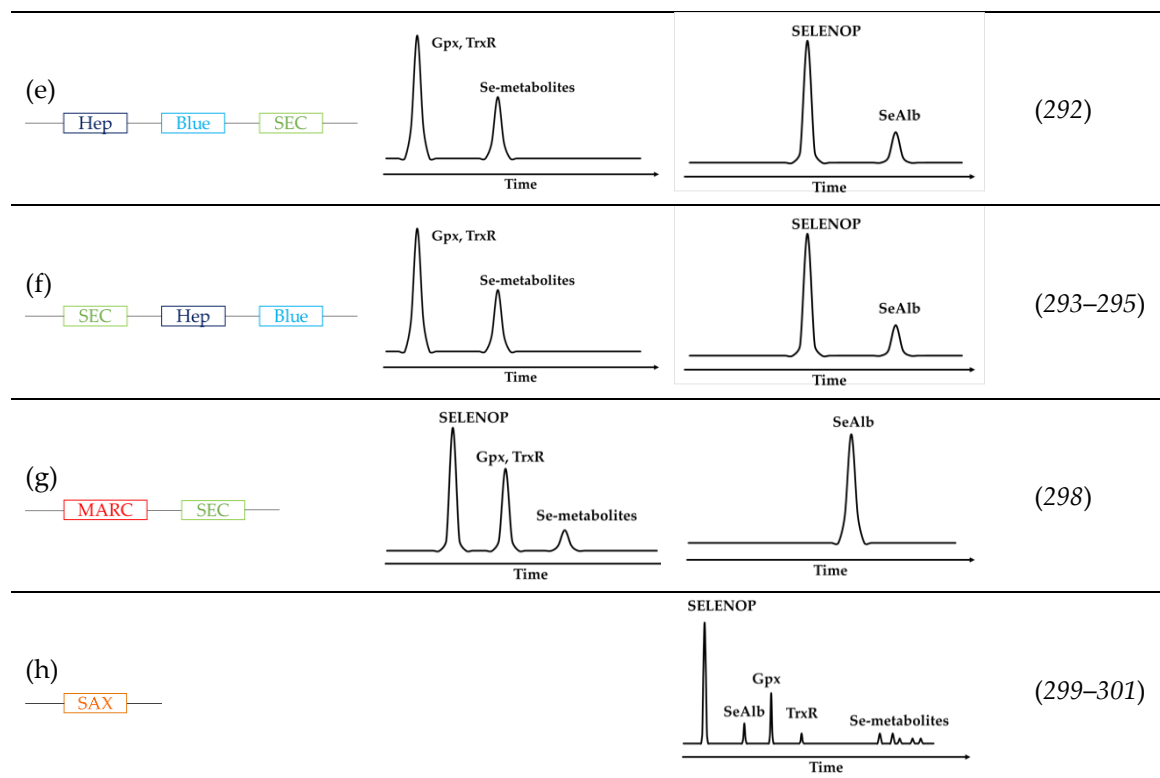 (e)
Hep Blue SEC
Gpx, TrxR
Se-metabolites
Time
SELENOP
SeAlb
Time
(292)
(f)
SEC Hep Blue
Gpx, TrxR
Se-metabolites
Time
SELENOP
SeAlb
Time
(293–295)
(g)
MARC SEC
SELENOP
Gpx, TrxR
Se-metabolites
Time
SeAlb
Time
(298)
(h)
SAX
SELENOP
SeAlb
Gpx
TrxR
Se-metabolites
Time
(299–301)